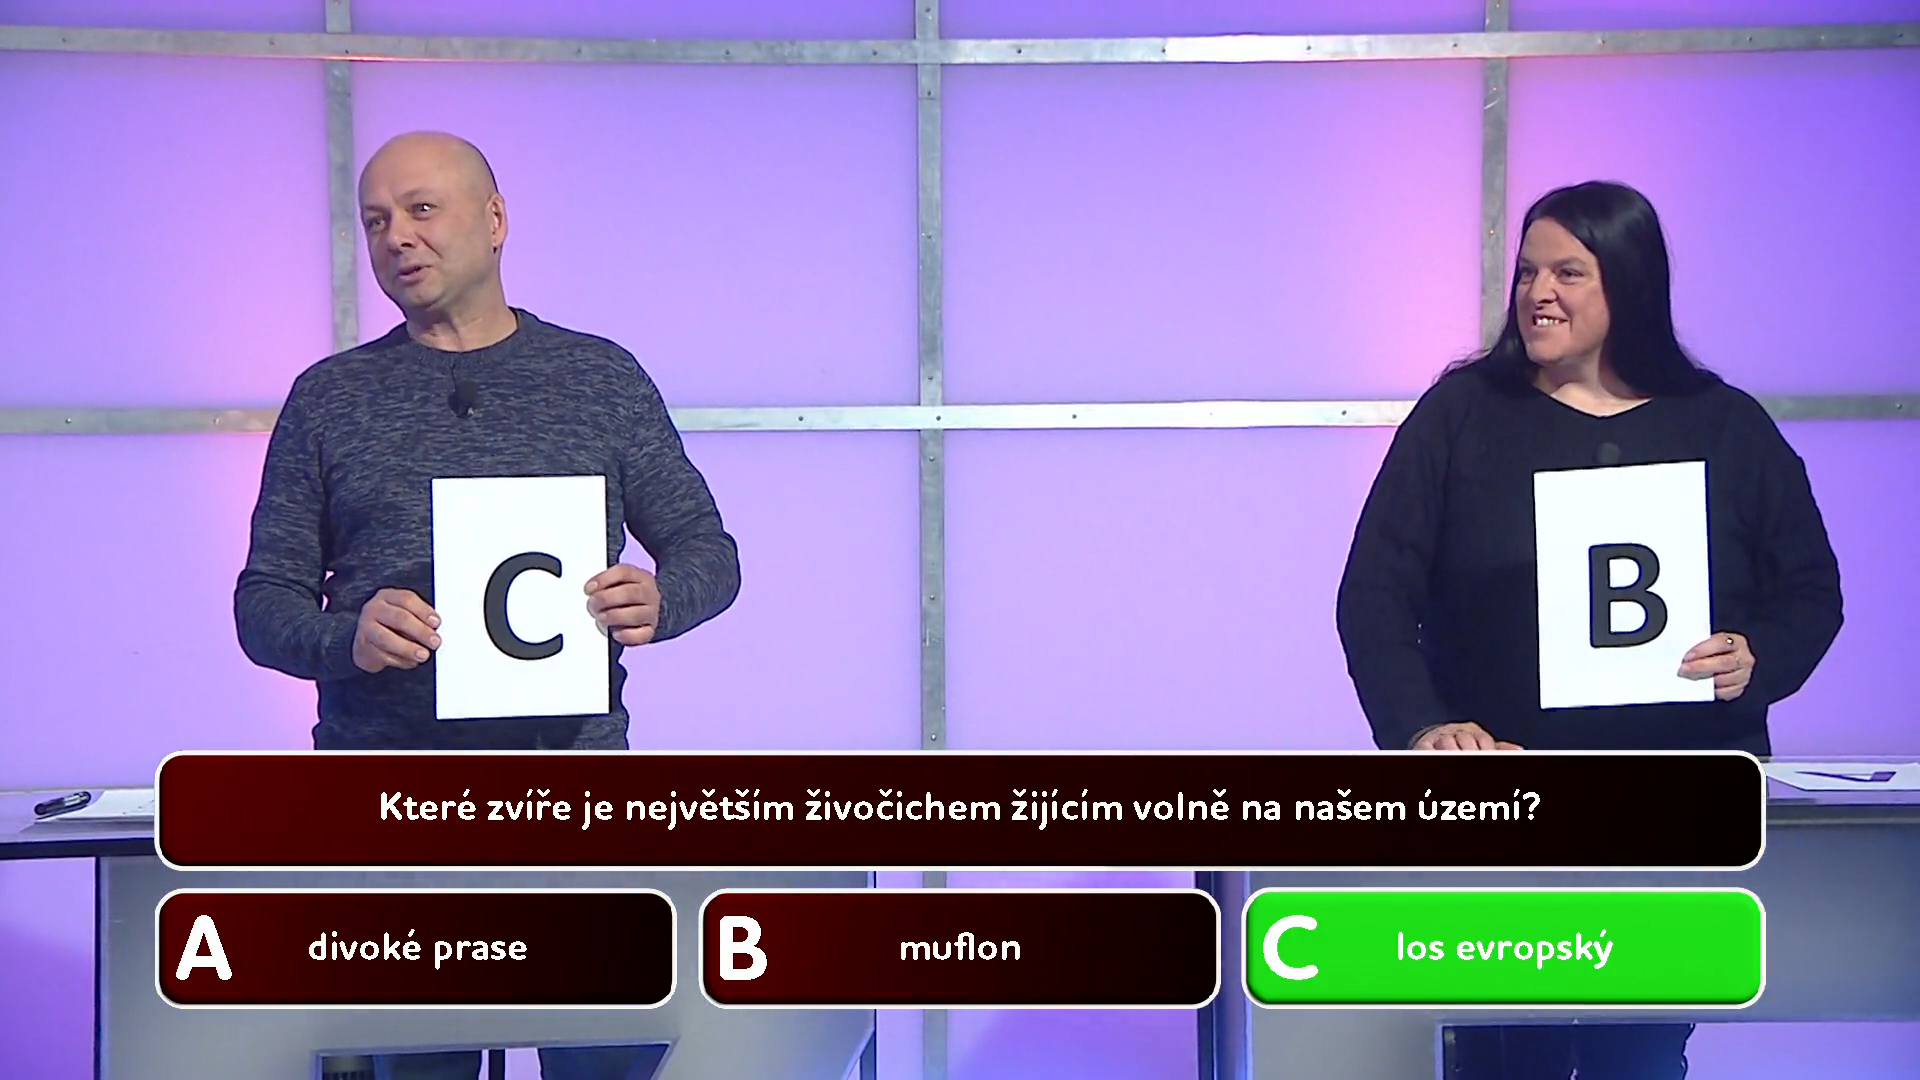 C
B
Které zvíře je největším živočichem žijícím volně na našem území?
A divoké prase
B muflon
C los evropský